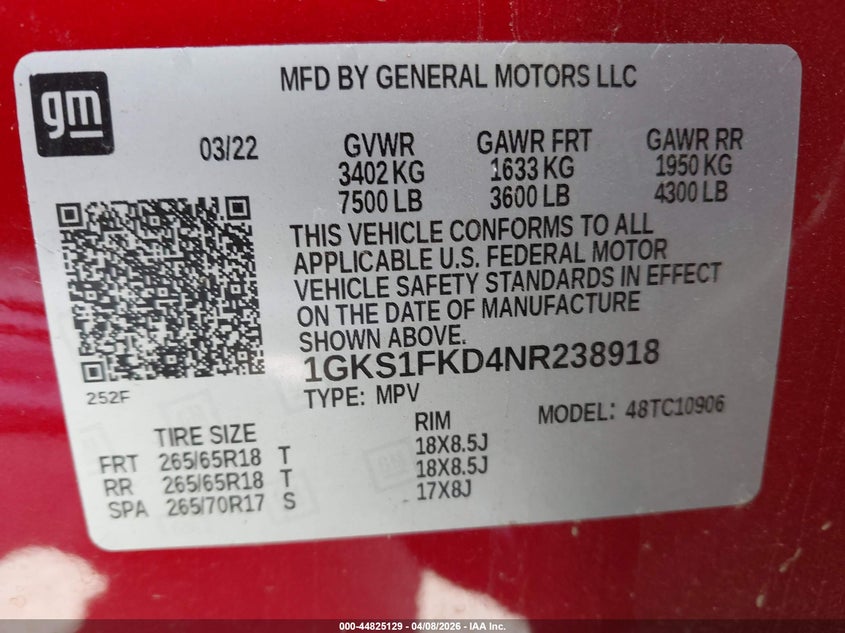 gm
MFD BY GENERAL MOTORS LLC
03/22
GVWR GAWR FRT GAWR RR
3402 KG 1633 KG 1950 KG
7500 LB 3600 LB 4300 LB
THIS VEHICLE CONFORMS TO ALL
APPLICABLE U.S. FEDERAL MOTOR
VEHICLE SAFETY STANDARDS IN EFFECT
ON THE DATE OF MANUFACTURE
SHOWN ABOVE.
1GKS1FKD4NR238918
252F
TYPE: MPV
MODEL: 48TC10906
TIRE SIZE RIM
FRT 265/65R18 T 18X8.5J
RR 265/65R18 T 18X8.5J
SPA 265/70R17 S 17X8J
000-44825129 | 04/08/2026 | IAA Inc.